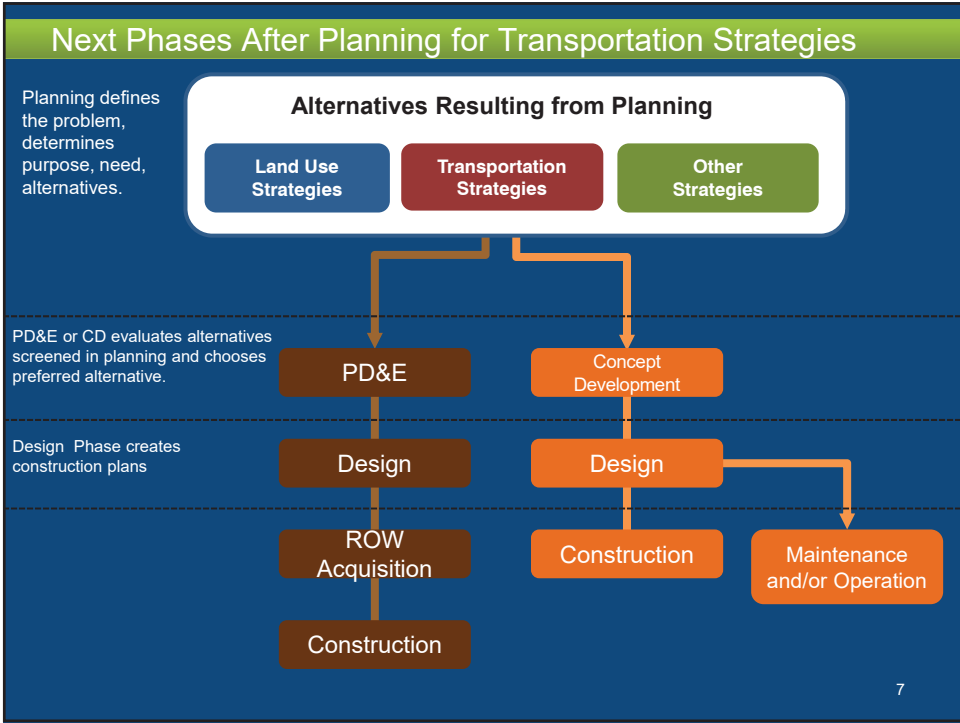 Next Phases After Planning for Transportation Strategies
Planning defines
the problem,
determines
purpose, need,
alternatives.
Alternatives Resulting from Planning
Land Use
Strategies
Transportation
Strategies
Other
Strategies
PD&E or CD evaluates alternatives
screened in planning and chooses
preferred alternative.
PD&E
Concept
Development
Design Phase creates
construction plans
Design
Design
ROW
Acquisition
Construction
Maintenance
and/or Operation
Construction
7